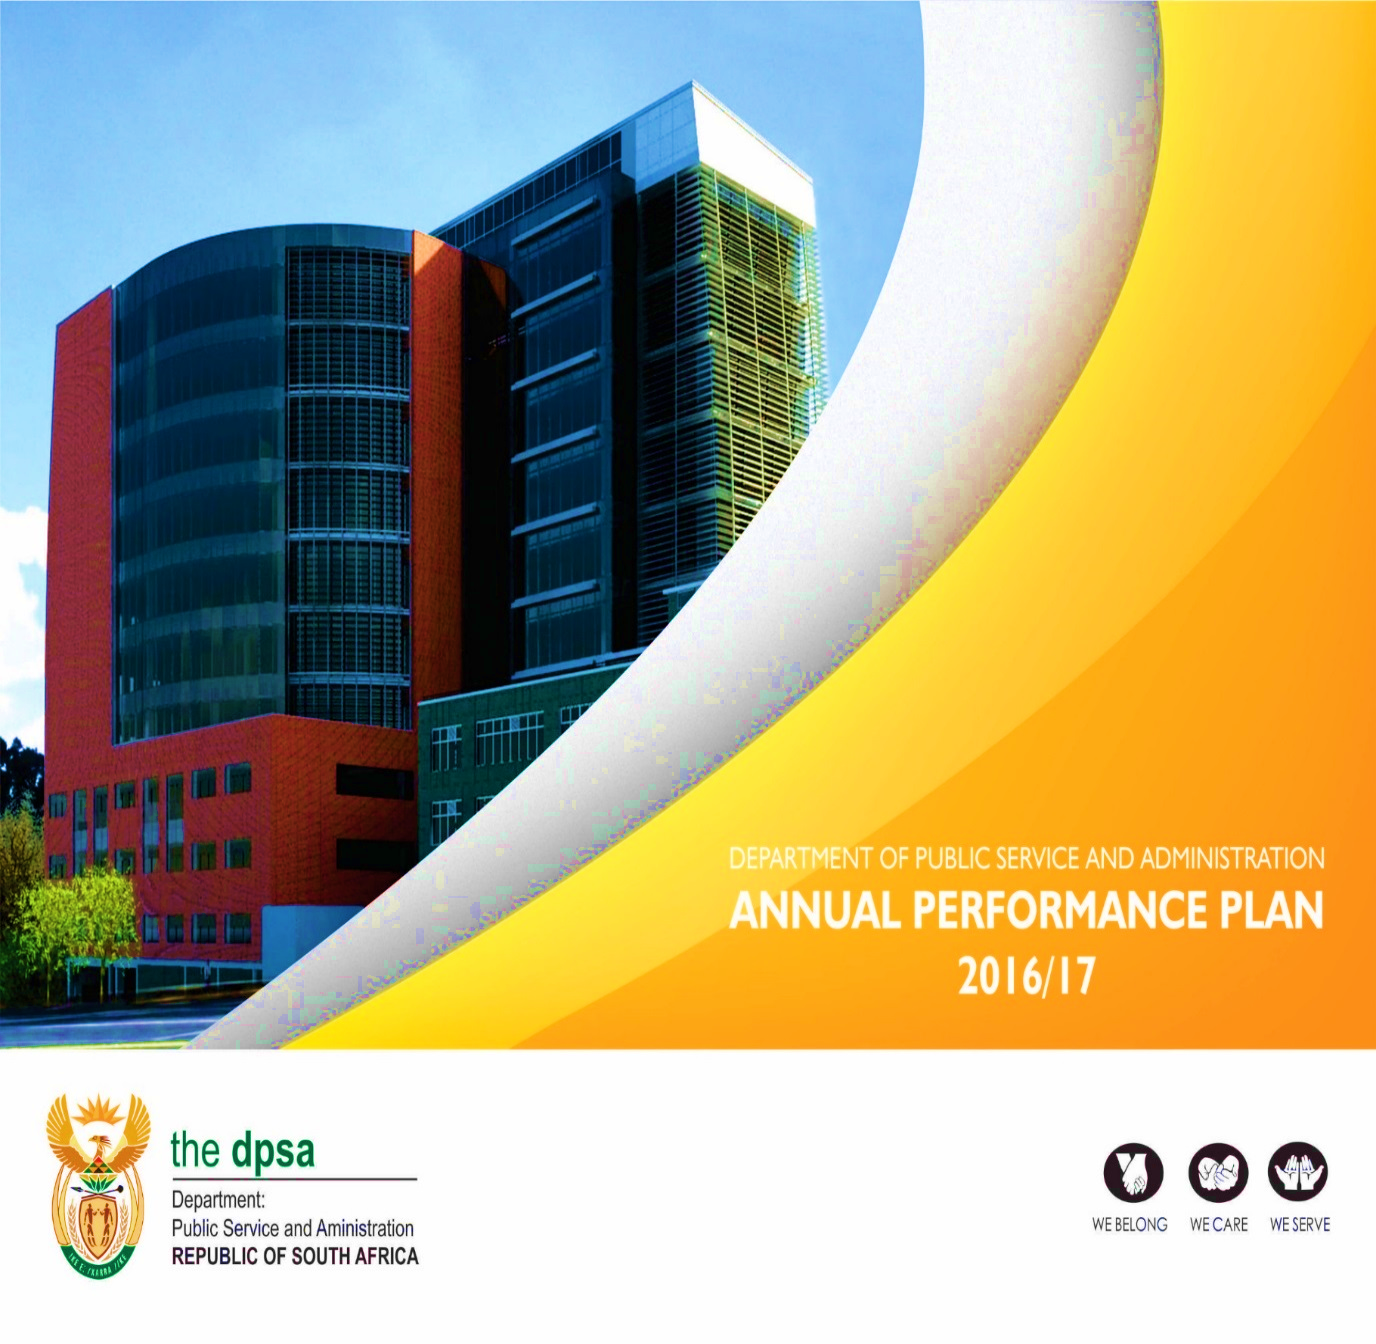 DEPARTMENT OF PUBLIC SERVICE AND ADMINISTRATION
ANNUAL PERFORMANCE PLAN
2016/17
the dpsa
Department:
Public Service and Aministration
REPUBLIC OF SOUTH AFRICA
WE BELONG WE CARE WE SERVE